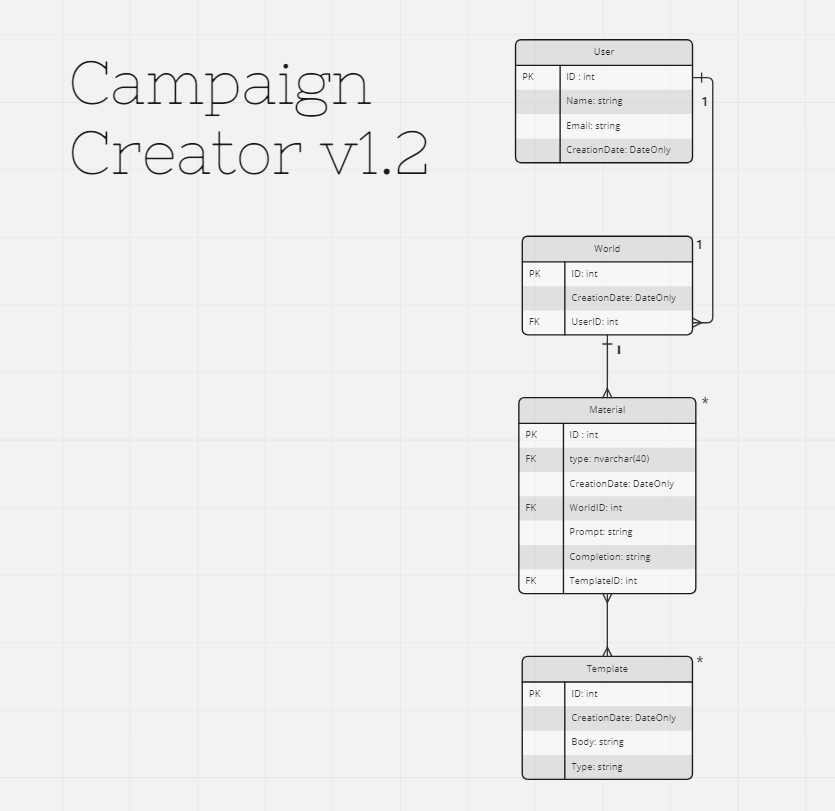 Campaign
Creator v1.2
User
PK ID : int
Name: string
Email: string
CreationDate: DateOnly
1
1
World
PK ID: int
CreationDate: DateOnly
FK UserID: int
1
Material
*
PK ID : int
FK type: nvarchar(40)
CreationDate: DateOnly
FK WorldID: int
Prompt: string
Completion: string
FK TemplateID: int
Template
*
PK ID: int
CreationDate: DateOnly
Body: string
Type: string